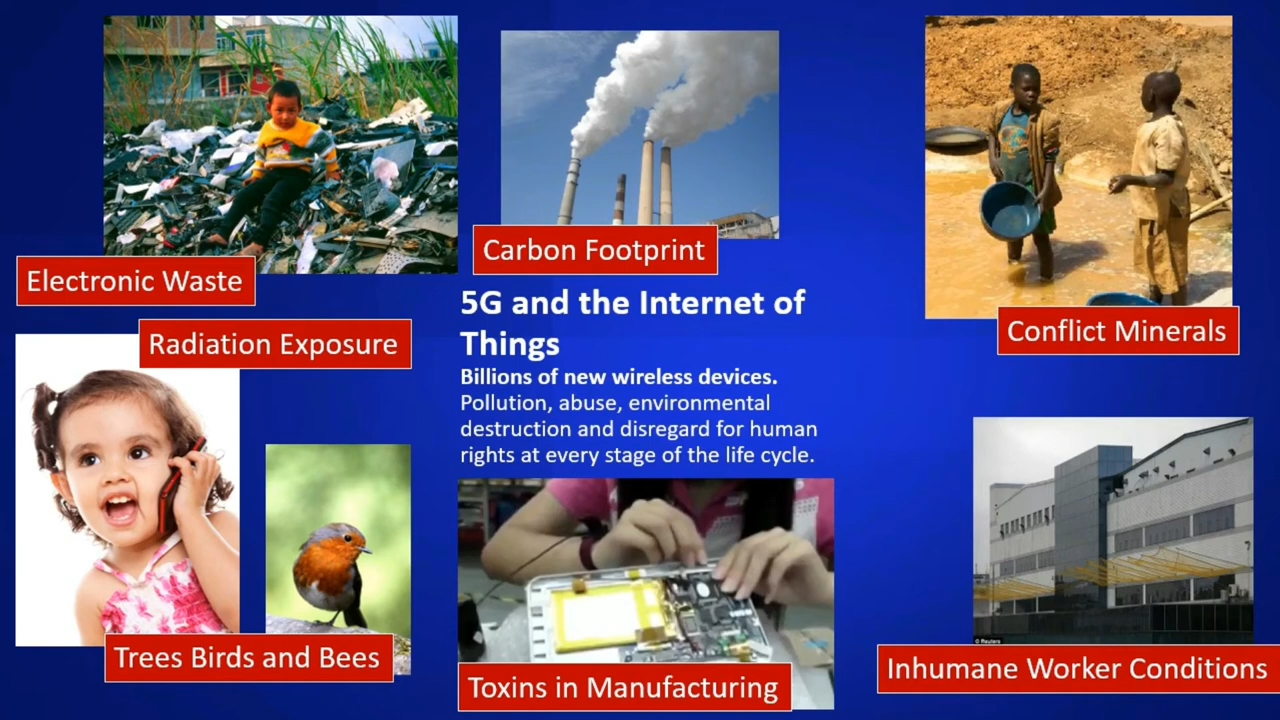 Carbon Footprint
Electronic Waste
Conflict Minerals
Radiation Exposure
5G and the Internet of
Things
Billions of new wireless devices.
Pollution, abuse, environmental
destruction and disregard for human
rights at every stage of the life cycle.
Trees Birds and Bees
Toxins in Manufacturing
© Reuters
Inhumane Worker Conditions